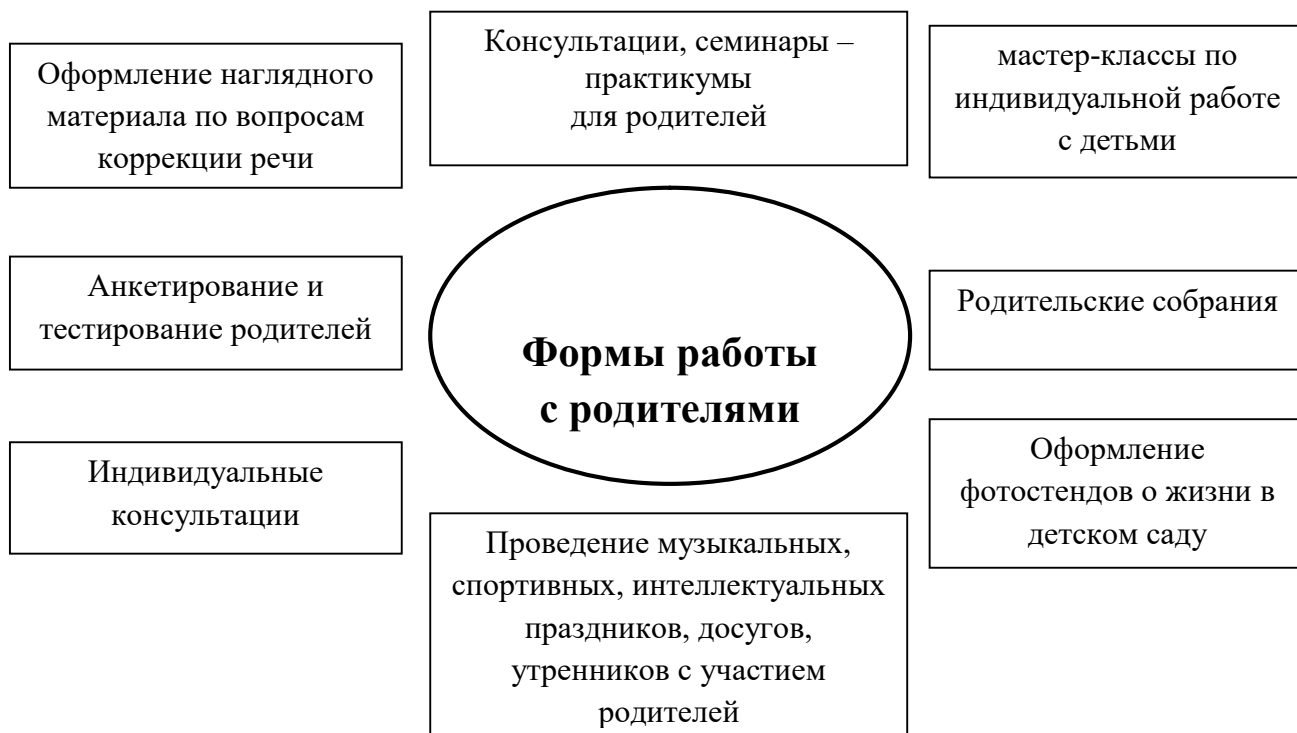 Оформление наглядного
материала по вопросам
коррекции речи
Консультации, семинары –
практикумы
для родителей
мастер-классы по
индивидуальной работе
с детьми
Анкетирование и
тестирование родителей
Формы работы
с родителями
Родительские собрания
Индивидуальные
консультации
Проведение музыкальных,
спортивных, интеллектуальных
праздников, досугов,
утренников с участием
родителей
Оформление
фотостендов о жизни в
детском саду